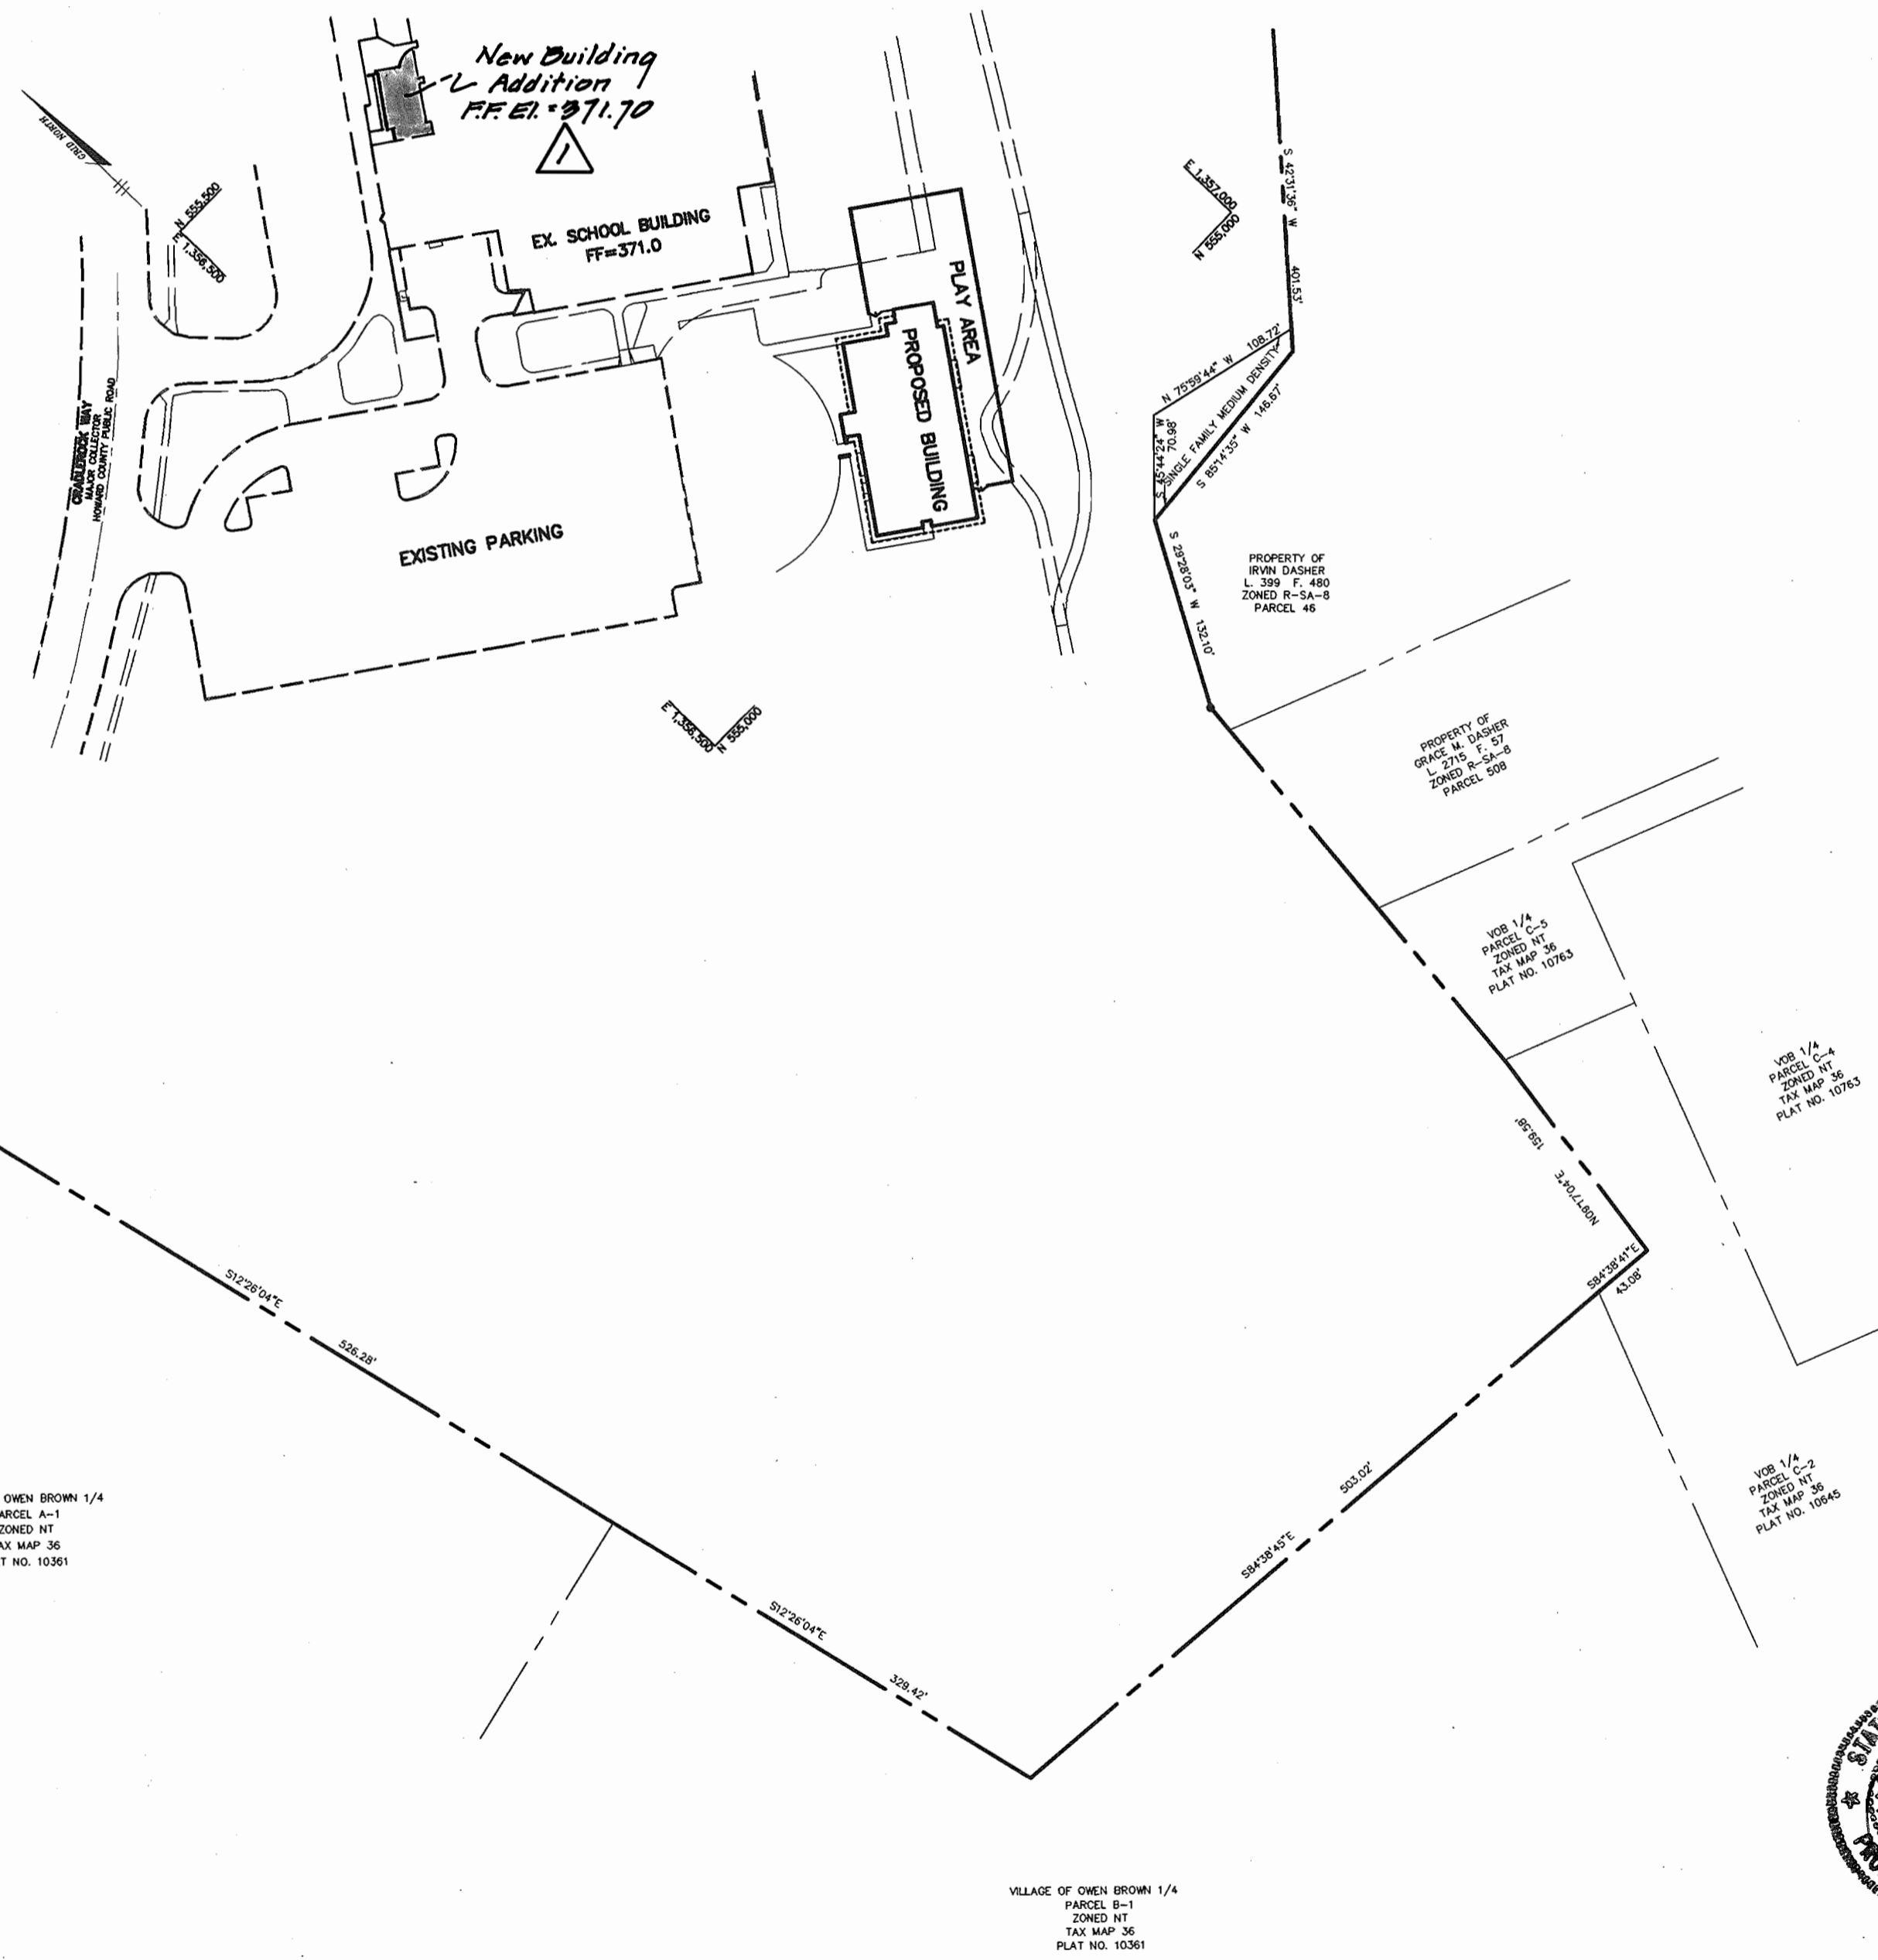 New Building
Addition
F.F. El. = 371.70
1
GRID NORTH
N 555,500
E 1,356,500
EX. SCHOOL BUILDING
FF=371.0
PLAY AREA
PROPOSED BUILDING
E 1,357,000
N 555,000
S 42°31'36" W 401.53'
N 75°59'44" W 108.72'
S 45°44'24" W
70.98'
SINGLE FAMILY MEDIUM DENSITY
S 85°14'35" W 146.67'
CRADLEROCK WAY
MAJOR COLLECTOR
HOWARD COUNTY PUBLIC ROAD
EXISTING PARKING
S 29°28'03" W 132.10'
PROPERTY OF
IRVIN DASHER
L. 399 F. 480
ZONED R-SA-8
PARCEL 46
E 1,356,500
N 555,000
PROPERTY OF
GRACE M. DASHER
L. 2715 F. 57
ZONED R-SA-8
PARCEL 508
VOB 1/4
PARCEL C-5
ZONED NT
TAX MAP 36
PLAT NO. 10763
VOB 1/4
PARCEL C-4
ZONED NT
TAX MAP 36
PLAT NO. 10763
N09°17'04"E 159.58'
S84°38'41"E
43.08'
S12°26'04"E
526.28'
503.02'
S84°38'45"E
VOB 1/4
PARCEL C-2
ZONED NT
TAX MAP 36
PLAT NO. 10645
OWEN BROWN 1/4
ARCEL A-1
ZONED NT
AX MAP 36
T NO. 10361
S12°26'04"E
329.42'
VILLAGE OF OWEN BROWN 1/4
PARCEL B-1
ZONED NT
TAX MAP 36
PLAT NO. 10361